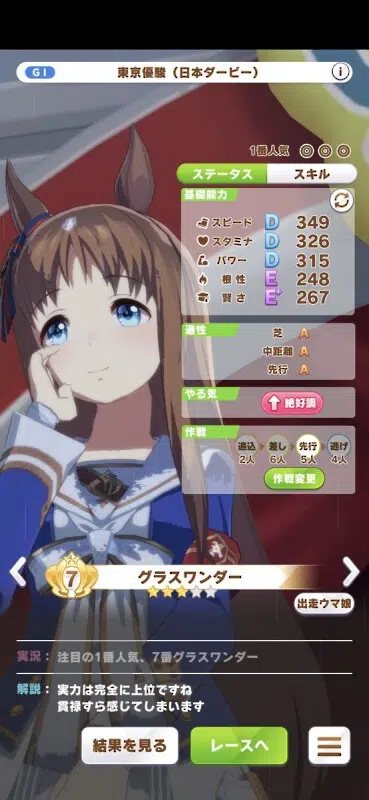 GI 東京優駿（日本ダービー） i
1番人気 ◎ ◎ ◎
ステータス スキル
基礎能力
スピード D 349
スタミナ D 326
パワー D 315
根性 E 248
賢さ E+ 267
適性
芝 A
中距離 A
先行 A
やる気
絶好調
作戦
追込 差し 先行 逃げ
2人 6人 5人 4人
作戦変更
7 グラスワンダー
出走ウマ娘
実況： 注目の1番人気、7番グラスワンダー
解説： 実力は完全に上位ですね
貫禄すら感じてしまいます
結果を見る レースへ